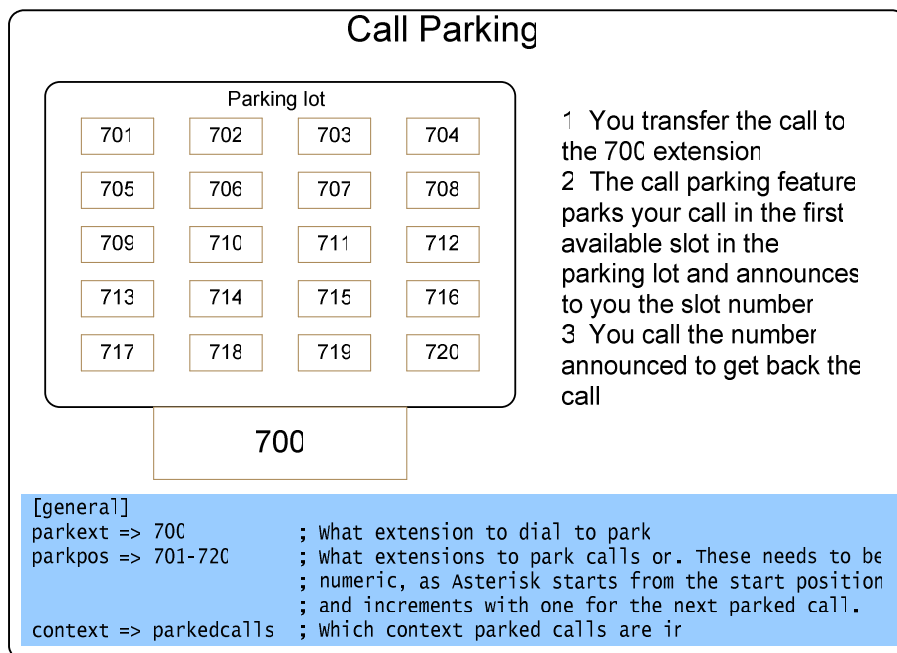 Call Parking
Parking lot
701 702 703 704
705 706 707 708
709 710 711 712
713 714 715 716
717 718 719 720
700
1 You transfer the call to
the 700 extension
2 The call parking feature
parks your call in the first
available slot in the
parking lot and announces
to you the slot number
3 You call the number
announced to get back the
call
[general]
parkext => 700 ; What extension to dial to park
parkpos => 701-720 ; What extensions to park calls or. These needs to be
; numeric, as Asterisk starts from the start position
; and increments with one for the next parked call.
context => parkedcalls ; Which context parked calls are ir